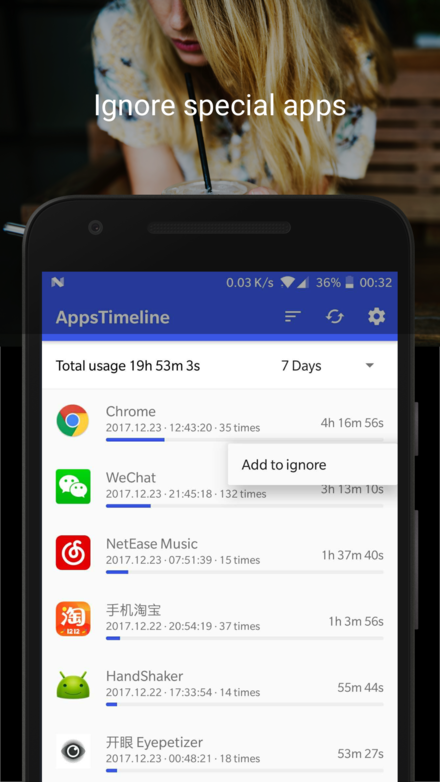 Ignore special apps
0.03 K/s 36% 00:32
AppsTimeline
Total usage 19h 53m 3s 7 Days
Chrome
2017.12.23 · 12:43:20 · 35 times 4h 16m 56s
Add to ignore
WeChat
2017.12.23 · 21:45:18 · 132 times 3h 13m 10s
NetEase Music
2017.12.23 · 07:51:39 · 15 times 1h 37m 40s
手机淘宝
2017.12.22 · 20:54:19 · 37 times 1h 3m 56s
淘
12.12
HandShaker
2017.12.22 · 17:33:54 · 14 times 55m 44s
开眼 Eyepetizer
2017.12.23 · 00:48:21 · 18 times 53m 27s